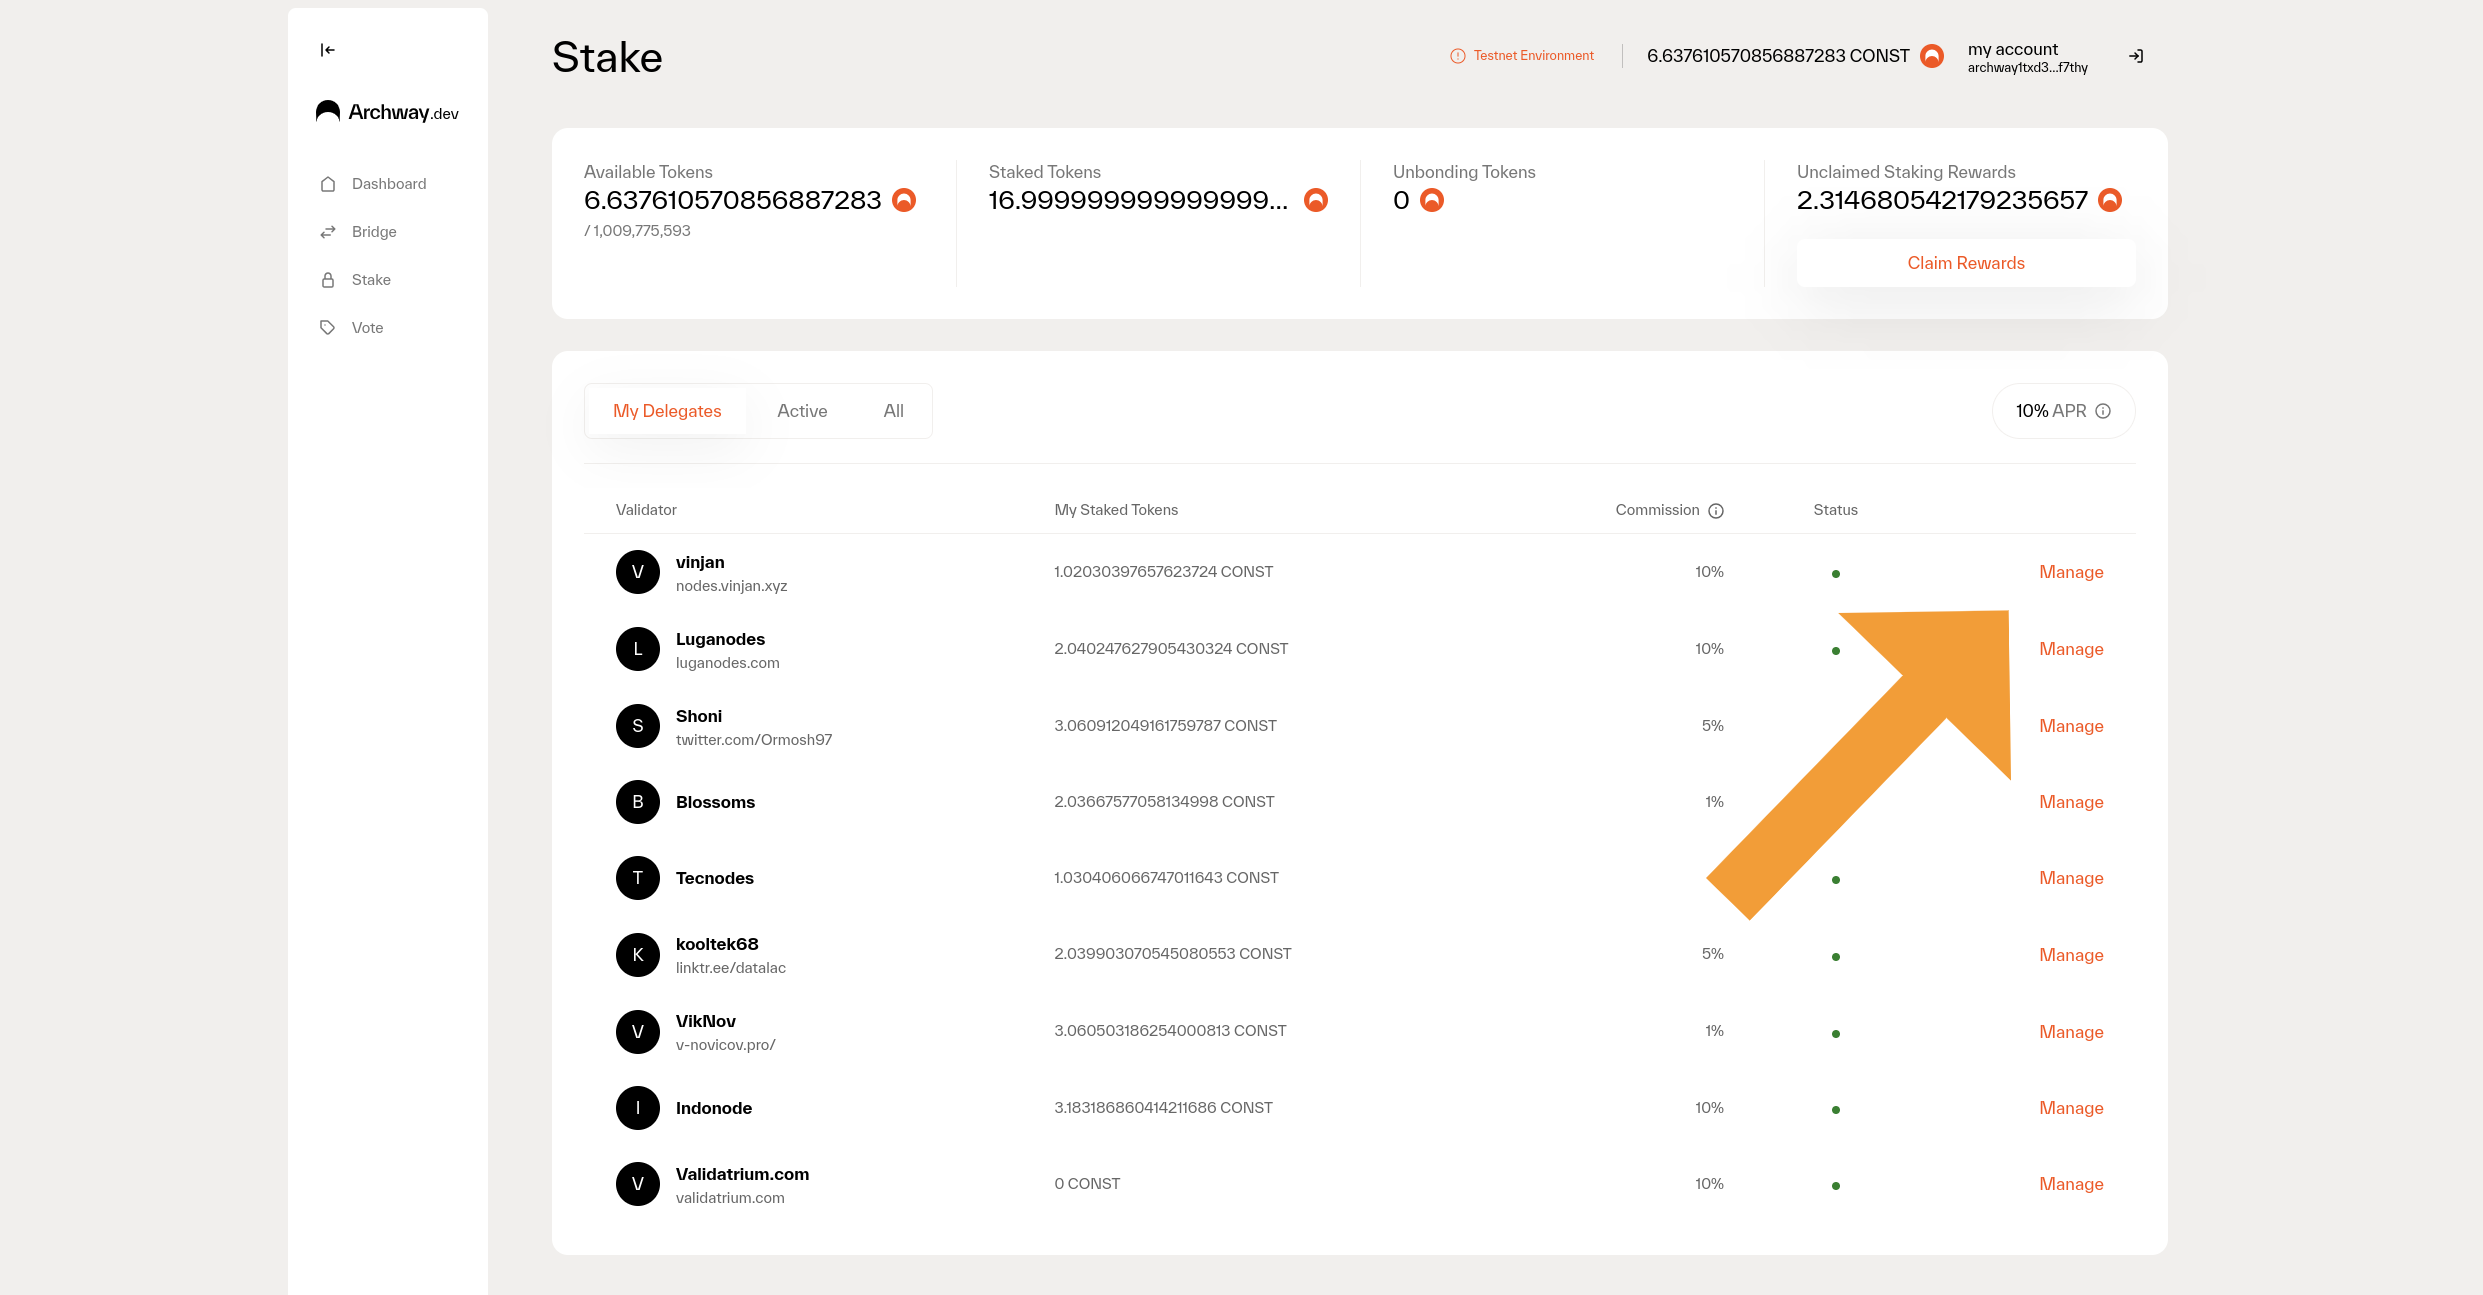 Archway.dev
Dashboard
Bridge
Stake
Vote
Stake
Testnet Environment
6.637610570856887283 CONST
my account
archway1txd3...f7thy
Available Tokens
6.637610570856887283
/ 1,009,775,593
Staked Tokens
16.999999999999999...
Unbonding Tokens
0
Unclaimed Staking Rewards
2.314680542179235657
Claim Rewards
My Delegates
Active
All
10% APR
Validator My Staked Tokens Commission Status
V vinjan 1.02030397657623724 CONST 10% Manage
nodes.vinjan.xyz
L Luganodes 2.040247627905430324 CONST 10% Manage
luganodes.com
S Shoni 3.060912049161759787 CONST 5% Manage
twitter.com/Ormosh97
B Blossoms 2.03667577058134998 CONST 1% Manage
T Tecnodes 1.030406066747011643 CONST Manage
K kooltek68 2.039903070545080553 CONST 5% Manage
linktr.ee/datalac
V VikNov 3.060503186254000813 CONST 1% Manage
v-novicov.pro/
I Indonode 3.183186860414211686 CONST 10% Manage
V Validatrium.com 0 CONST 10% Manage
validatrium.com